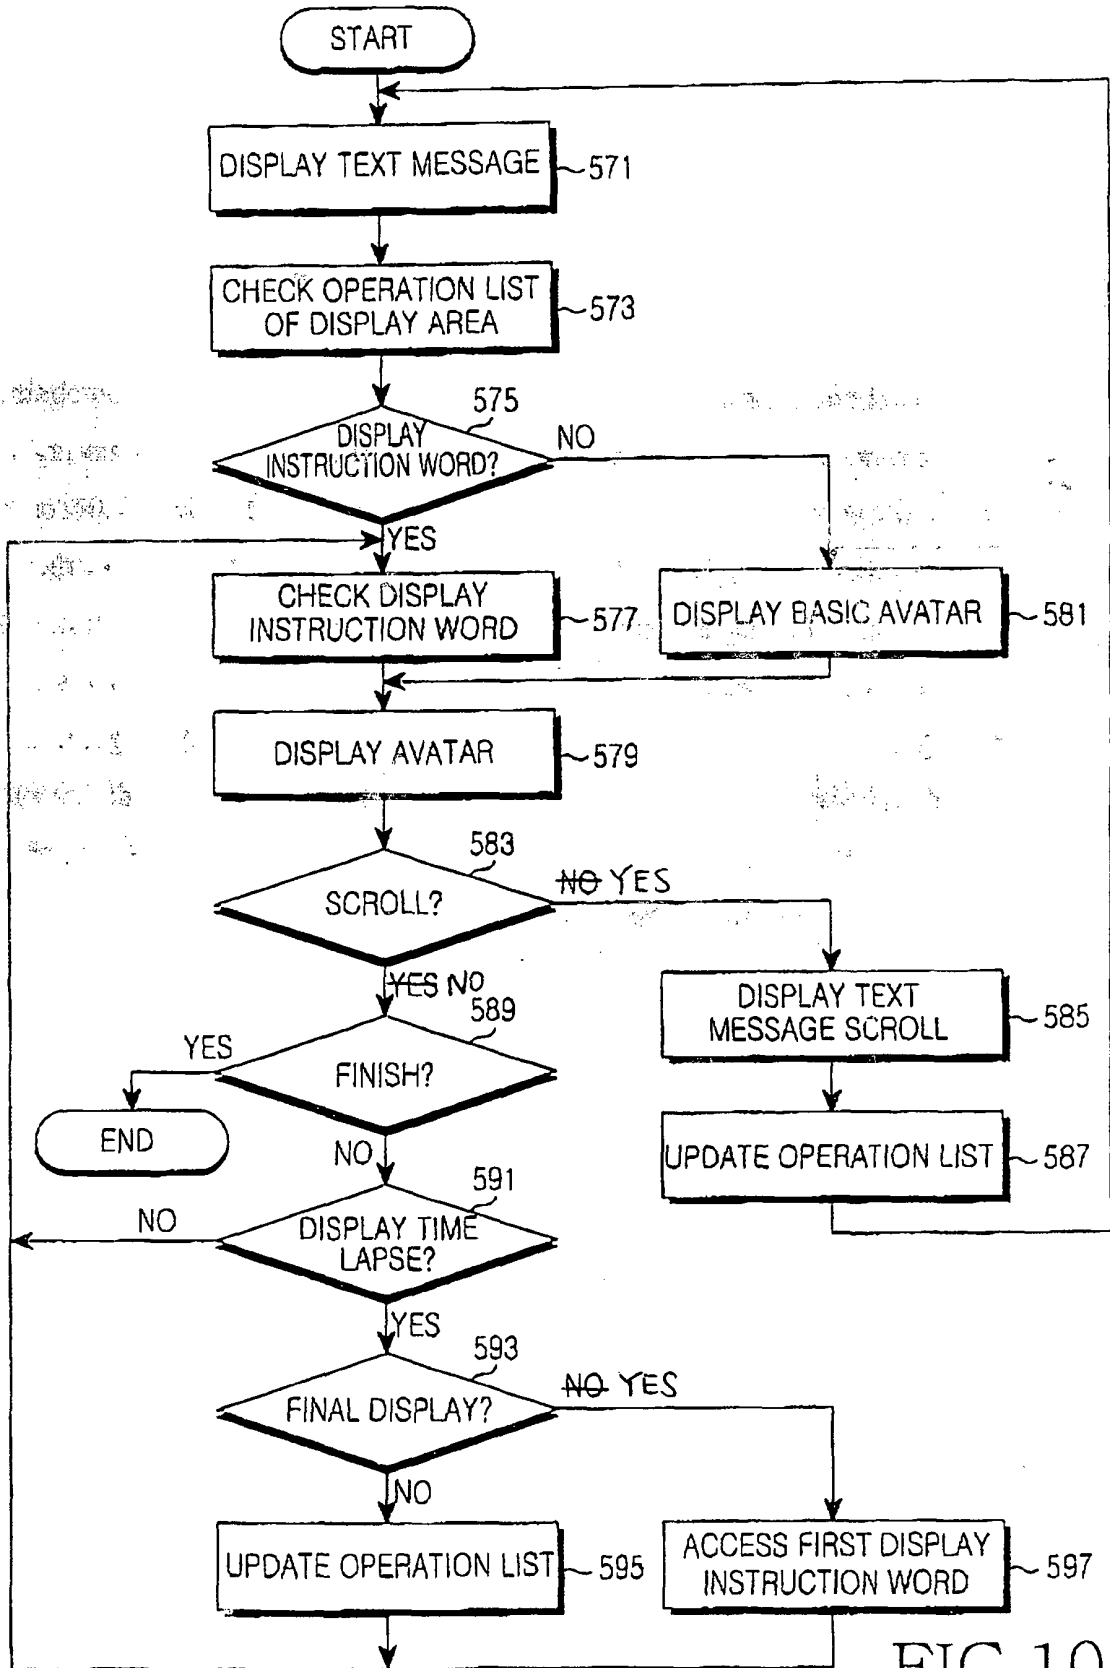 START
DISPLAY TEXT MESSAGE
571
CHECK OPERATION LIST
OF DISPLAY AREA
573
575
DISPLAY
INSTRUCTION WORD?
NO
YES
CHECK DISPLAY
INSTRUCTION WORD
577
DISPLAY BASIC AVATAR
581
DISPLAY AVATAR
579
583
SCROLL?
NO YES
YES NO
DISPLAY TEXT
MESSAGE SCROLL
585
589
FINISH?
YES
END
NO
UPDATE OPERATION LIST
587
591
DISPLAY TIME
LAPSE?
NO
YES
593
FINAL DISPLAY?
NO YES
NO
UPDATE OPERATION LIST
595
ACCESS FIRST DISPLAY
INSTRUCTION WORD
597
FIG.10